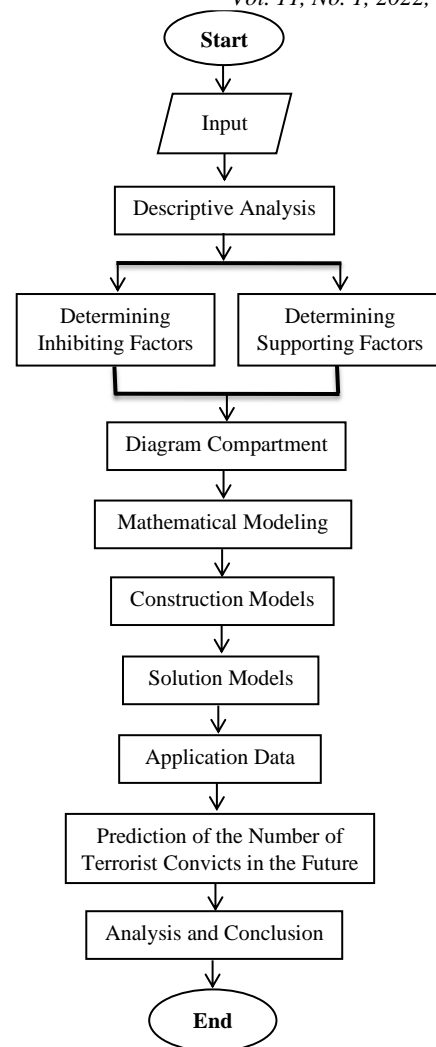 Vol. 11, No. 1, 2022,
Start
Input
Descriptive Analysis
Determining
Inhibiting Factors
Determining
Supporting Factors
Diagram Compartment
Mathematical Modeling
Construction Models
Solution Models
Application Data
Prediction of the Number of
Terrorist Convicts in the Future
Analysis and Conclusion
End